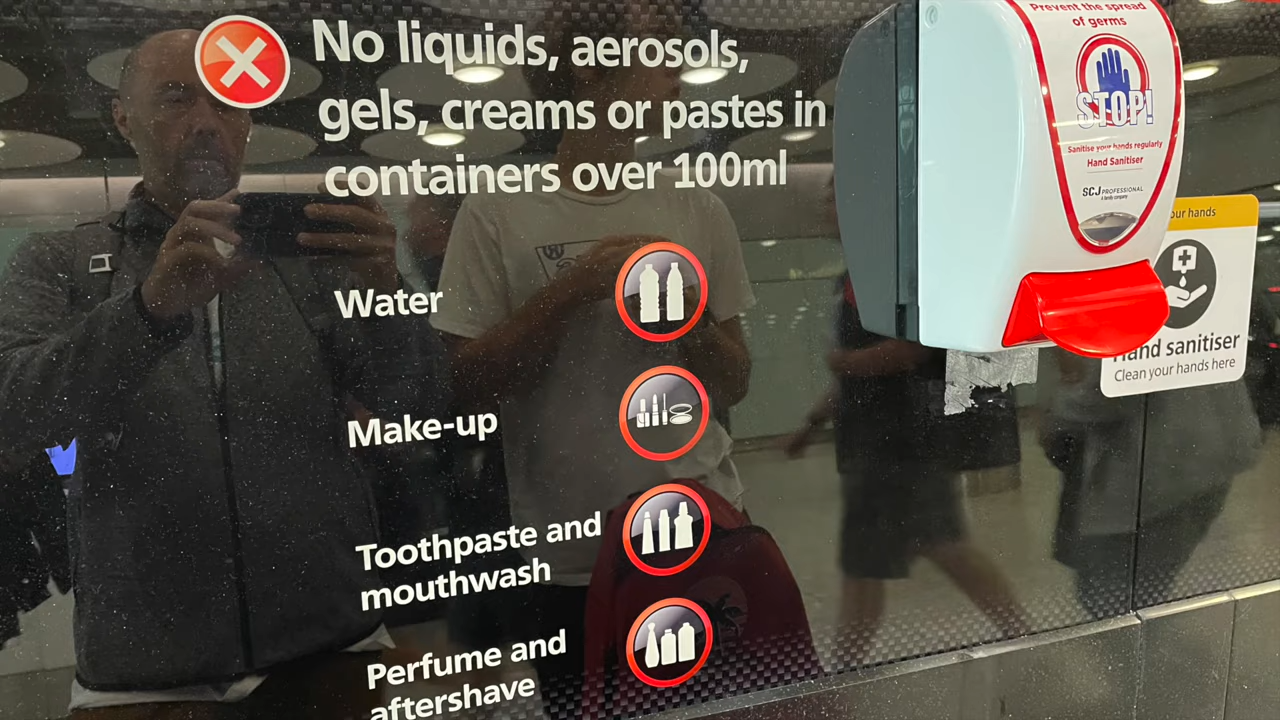 No liquids, aerosols,
gels, creams or pastes in
containers over 100ml
Water
Make-up
Toothpaste and
mouthwash
Perfume and
aftershave
Prevent the spread
of germs
STOP!
Sanitise your hands regularly
Hand Sanitiser
SCJ PROFESSIONAL
A family company
your hands
Hand sanitiser
Clean your hands here